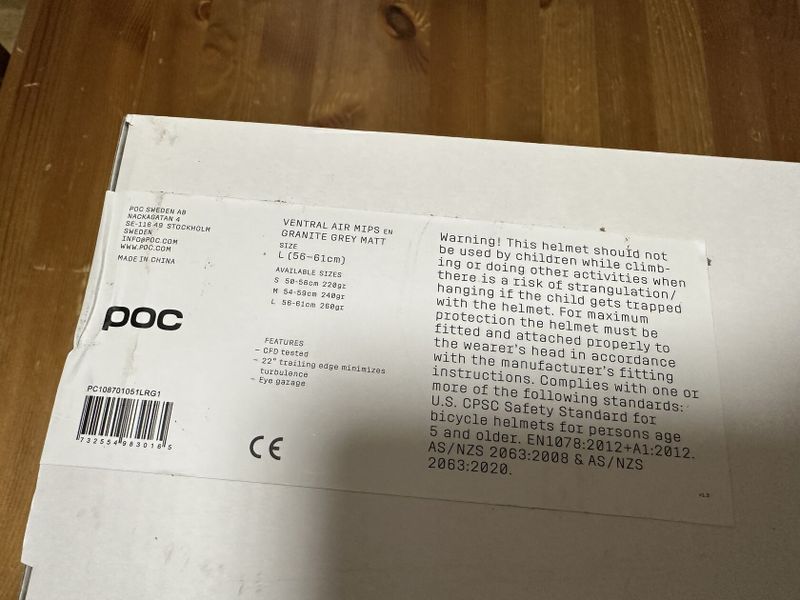 POC SWEDEN AB
NACKAGATAN 4
SE-116 49 STOCKHOLM
SWEDEN
INFO@POC.COM
WWW.POC.COM
MADE IN CHINA
poc
PC108701051LRG1
7 325549 830165
VENTRAL AIR MIPS EN
GRANITE GREY MATT
SIZE
L (56-61cm)
AVAILABLE SIZES
S 50-56cm 220gr
M 54-59cm 240gr
L 56-61cm 260gr
FEATURES
– CFD tested
– 22° trailing edge minimizes
turbulence
– Eye garage
CE
Warning! This helmet should not
be used by children while climb-
ing or doing other activities when
there is a risk of strangulation/
hanging if the child gets trapped
with the helmet. For maximum
protection the helmet must be
fitted and attached properly to
the wearer's head in accordance
with the manufacturer's fitting
instructions. Complies with one or
more of the following standards:
U.S. CPSC Safety Standard for
bicycle helmets for persons age
5 and older. EN1078:2012+A1:2012.
AS/NZS 2063:2008 & AS/NZS
2063:2020.